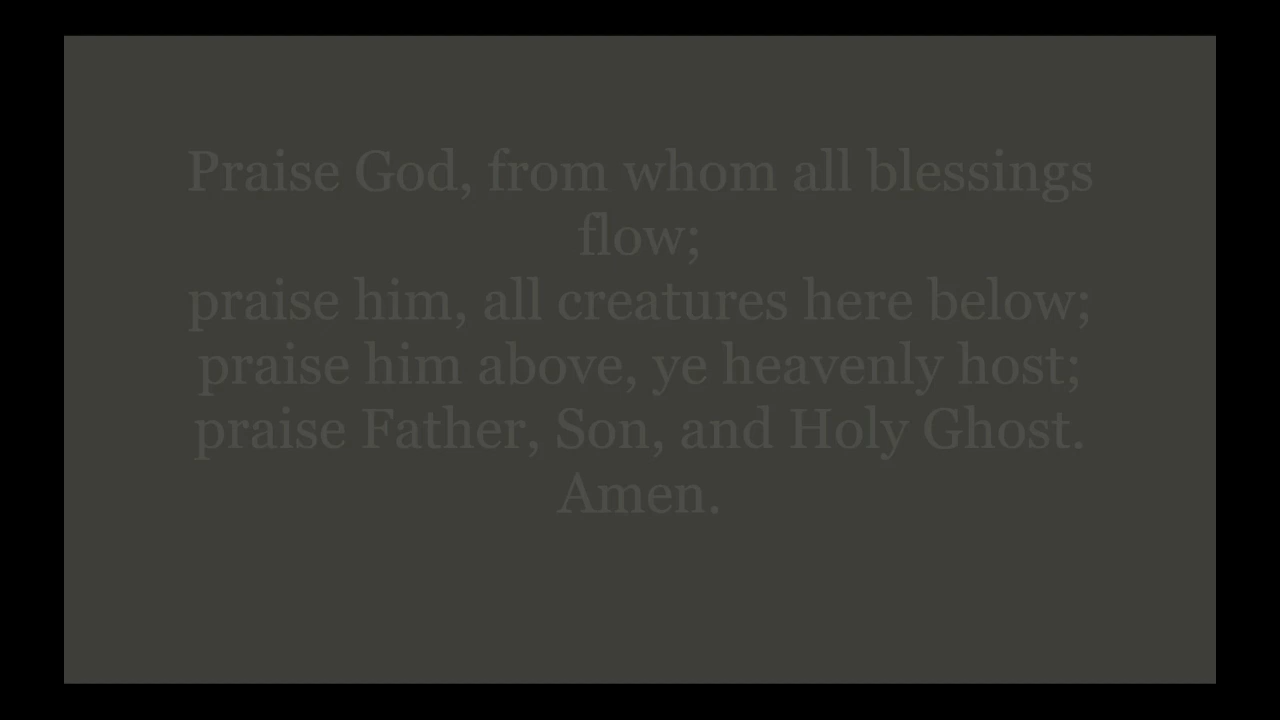 Praise God, from whom all blessings
flow;
praise him, all creatures here below;
praise him above, ye heavenly host;
praise Father, Son, and Holy Ghost.
Amen.